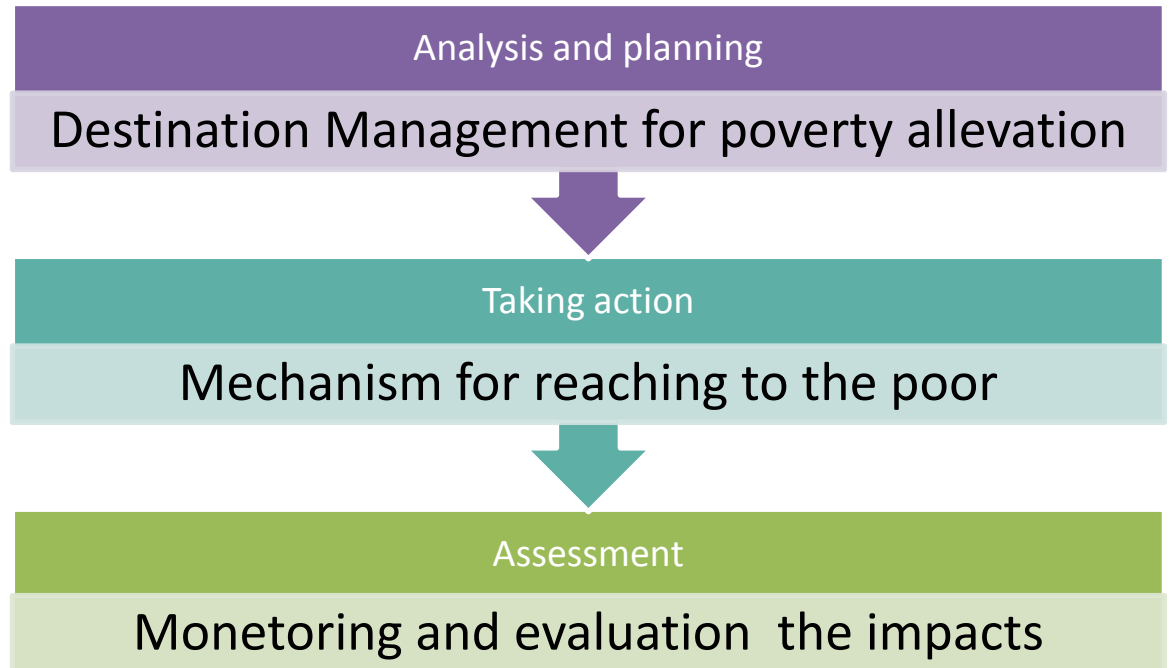 Analysis and planning
Destination Management for poverty allevation
Taking action
Mechanism for reaching to the poor
Assessment
Monetoring and evaluation  the impacts